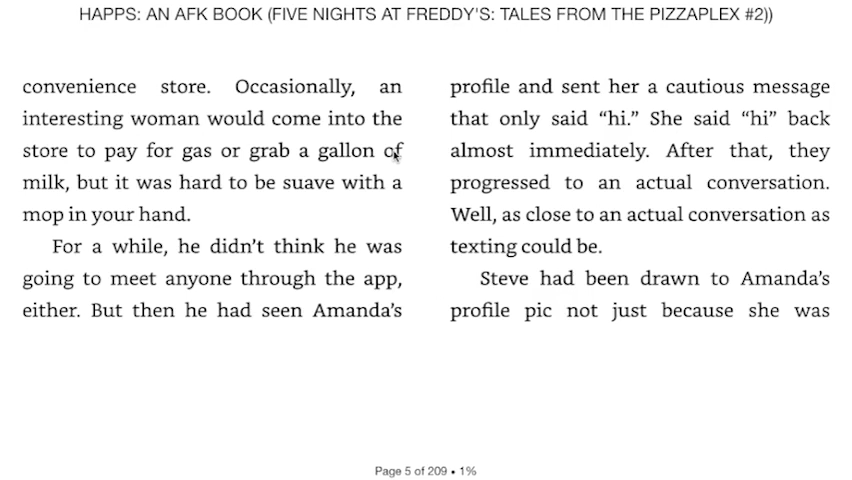 HAPPS: AN AFK BOOK (FIVE NIGHTS AT FREDDY'S: TALES FROM THE PIZZAPLEX #2))
convenience store. Occasionally, an
interesting woman would come into the
store to pay for gas or grab a gallon of
milk, but it was hard to be suave with a
mop in your hand.
For a while, he didn’t think he was
going to meet anyone through the app,
either. But then he had seen Amanda’s
profile and sent her a cautious message
that only said “hi.” She said “hi” back
almost immediately. After that, they
progressed to an actual conversation.
Well, as close to an actual conversation as
texting could be.
Steve had been drawn to Amanda’s
profile pic not just because she was
Page 5 of 209 • 1%